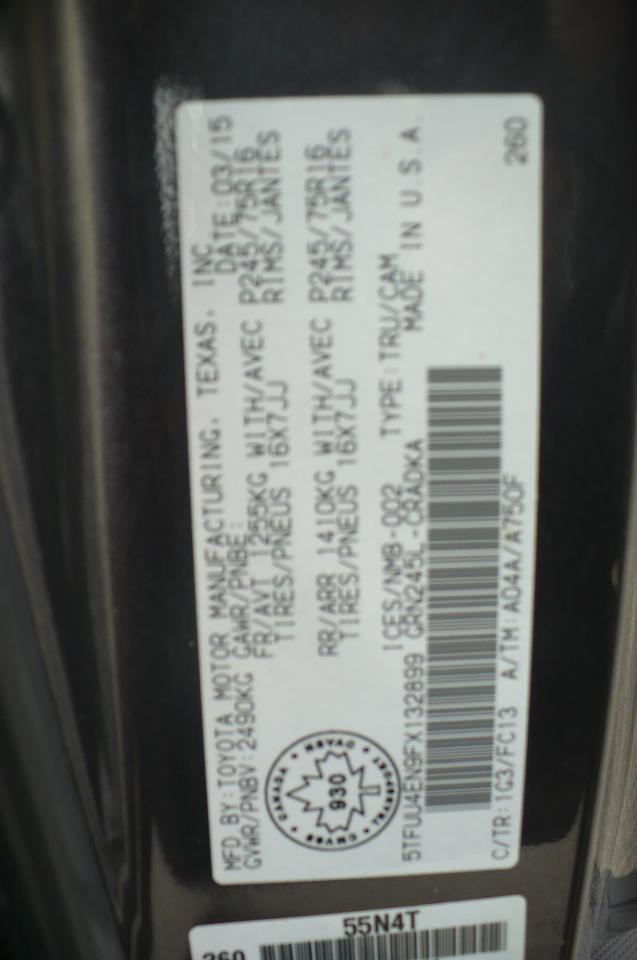 MFD.BY:TOYOTA MOTOR MANUFACTURING, TEXAS, INC
GVWR/PNBV:2490KG GAWR/PNBE: DATE:03/15
FR/AVT 1255KG WITH/AVEC P245/75R16
TIRES/PNEUS 16X7JJ RIMS/JANTES
RR/ARR 1410KG WITH/AVEC P245/75R16
TIRES/PNEUS 16X7JJ RIMS/JANTES
CANADA
930
CMVSS
TRANSPORT
ICES/NMB-002 TYPE:TRU/CAM
5TFUU4EN9FX132899 GRN245L-CRADKA MADE IN U.S.A.
C/TR:1G3/FC13 A/TM:A04A/A750F
260
55N4T
260